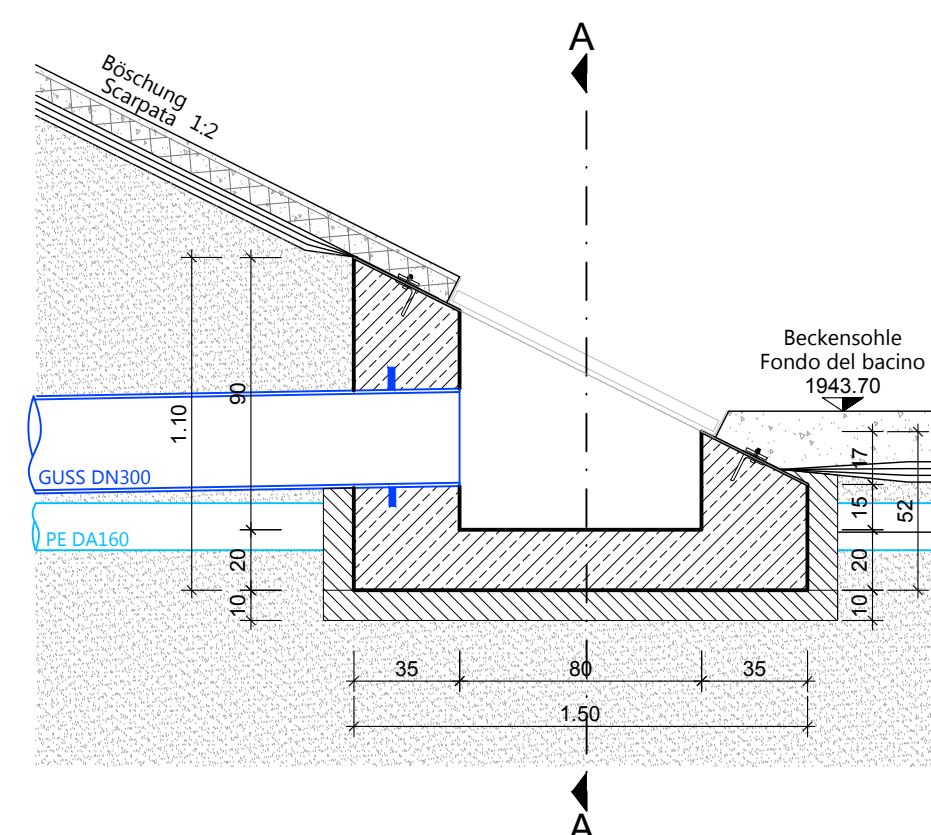 A
Böschung
Scarpata 1:2
Beckensohle
Fondo del bacino
1943.70
1.10
90
17
GUSS DN300
15
52
PE DA160
20
20
10
10
35
80
35
1.50
A